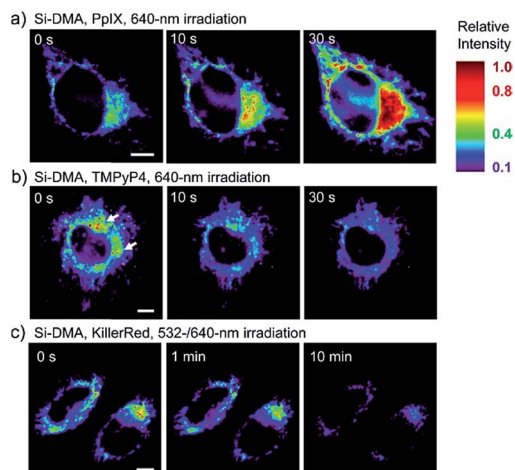 a) Si-DMA, PpIX, 640-nm irradiation
0 s
10 s
30 s
Relative
Intensity
1.0
0.8
0.4
0.1
b) Si-DMA, TMPyP4, 640-nm irradiation
0 s
10 s
30 s
c) Si-DMA, KillerRed, 532-/640-nm irradiation
0 s
1 min
10 min